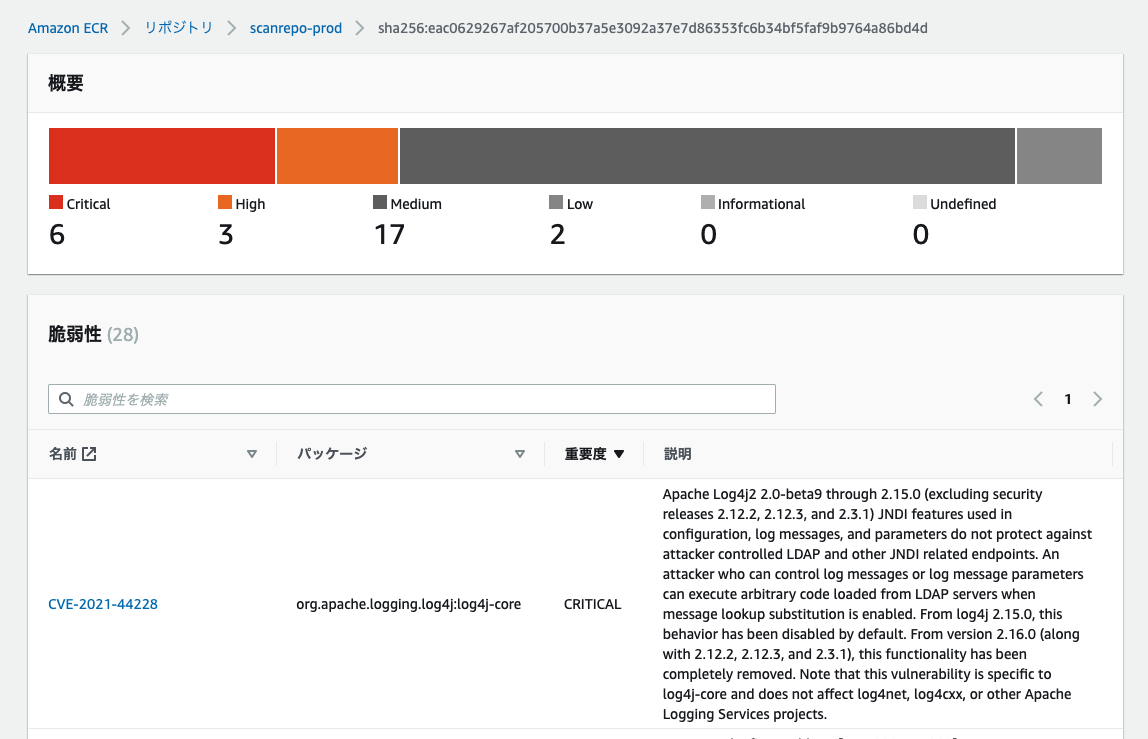 Amazon ECR リポジトリ scanrepo-prod sha256:eac0629267af205700b37a5e3092a37e7d86353fc6b34bf5faf9b9764a86bd4d
概要
Critical High Medium Low Informational Undefined
6 3 17 2 0 0
脆弱性 (28)
脆弱性を検索
1
名前 パッケージ 重要度 説明
Apache Log4j2 2.0-beta9 through 2.15.0 (excluding security
releases 2.12.2, 2.12.3, and 2.3.1) JNDI features used in
configuration, log messages, and parameters do not protect against
attacker controlled LDAP and other JNDI related endpoints. An
attacker who can control log messages or log message parameters
can execute arbitrary code loaded from LDAP servers when
message lookup substitution is enabled. From log4j 2.15.0, this
behavior has been disabled by default. From version 2.16.0 (along
with 2.12.2, 2.12.3, and 2.3.1), this functionality has been
completely removed. Note that this vulnerability is specific to
log4j-core and does not affect log4net, log4cxx, or other Apache
Logging Services projects.
CVE-2021-44228 org.apache.logging.log4j:log4j-core CRITICAL